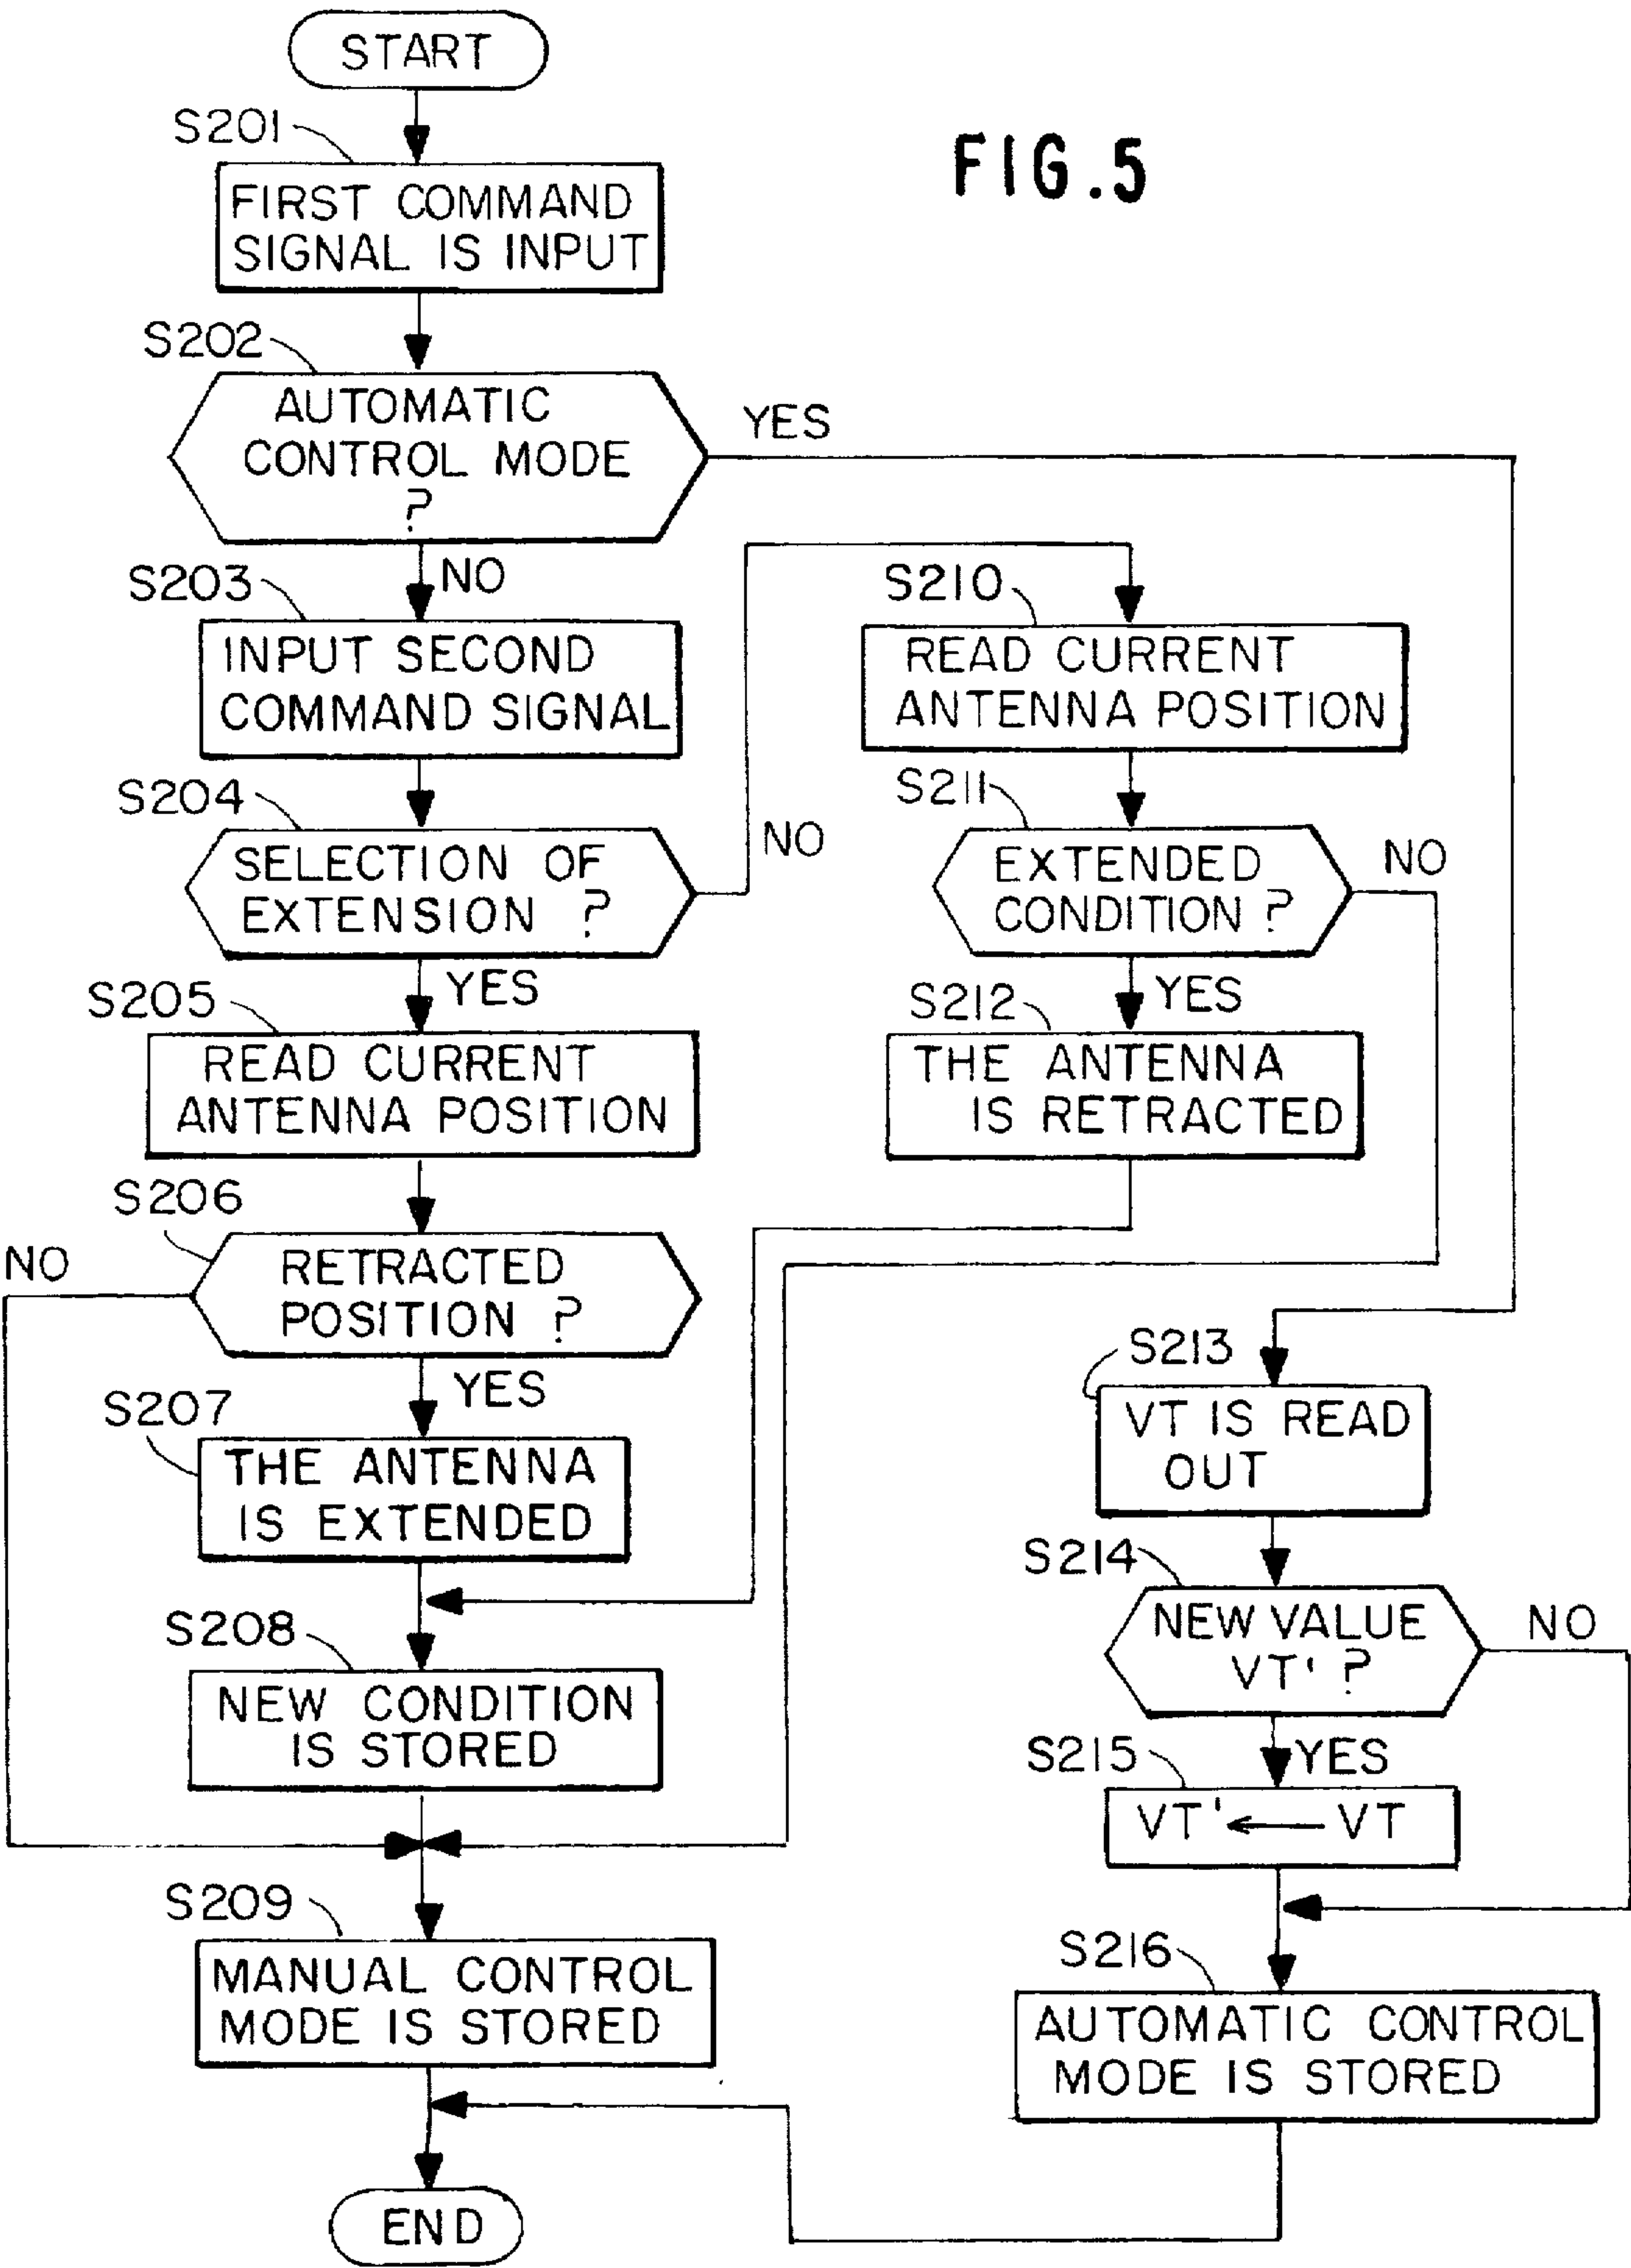 START
FIG.5
S201
FIRST COMMAND
SIGNAL IS INPUT
S202
AUTOMATIC
CONTROL MODE
?
YES
NO
S203
INPUT SECOND
COMMAND SIGNAL
S204
SELECTION OF
EXTENSION ?
NO
YES
S205
READ CURRENT
ANTENNA POSITION
S206
RETRACTED
POSITION ?
NO
YES
S207
THE ANTENNA
IS EXTENDED
S208
NEW CONDITION
IS STORED
S209
MANUAL CONTROL
MODE IS STORED
END
S210
READ CURRENT
ANTENNA POSITION
S211
EXTENDED
CONDITION ?
NO
YES
S212
THE ANTENNA
IS RETRACTED
S213
VT IS READ
OUT
S214
NEW VALUE
VT' ?
NO
YES
S215
VT' ← VT
S216
AUTOMATIC CONTROL
MODE IS STORED